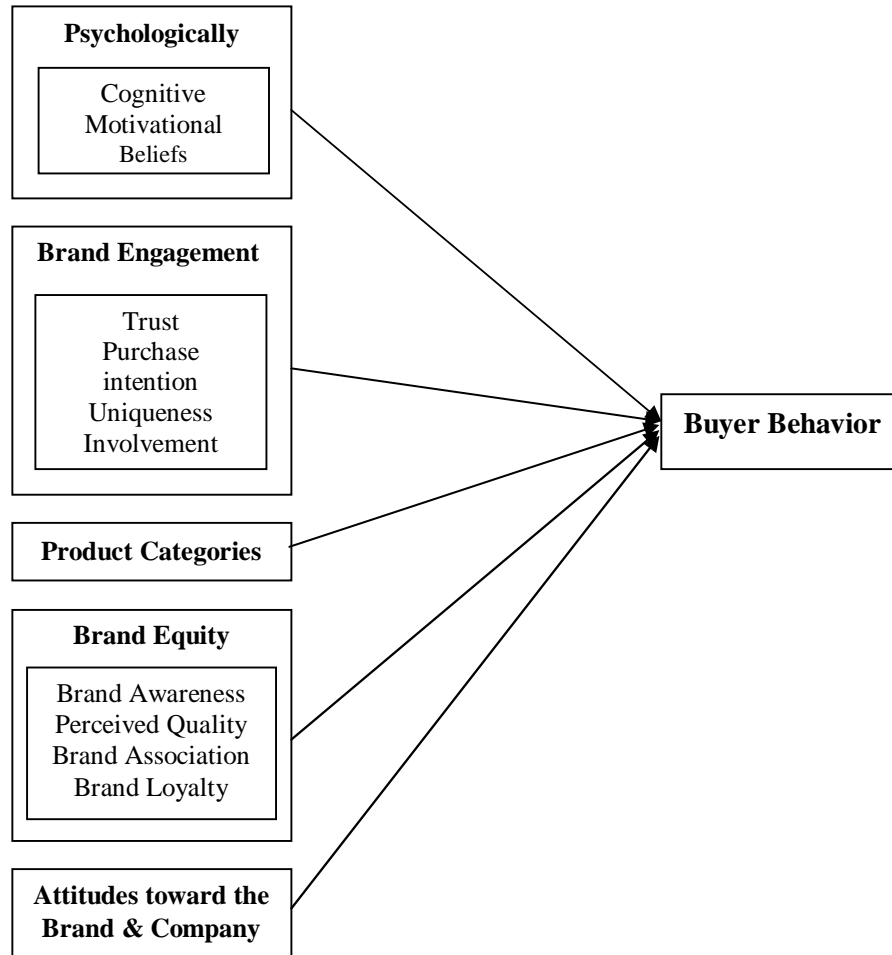 Psychologically
Cognitive
Motivational
Beliefs
Brand Engagement
Trust
Purchase
intention
Uniqueness
Involvement
Buyer Behavior
Product Categories
Brand Equity
Brand Awareness
Perceived Quality
Brand Association
Brand Loyalty
Attitudes toward the
Brand & Company